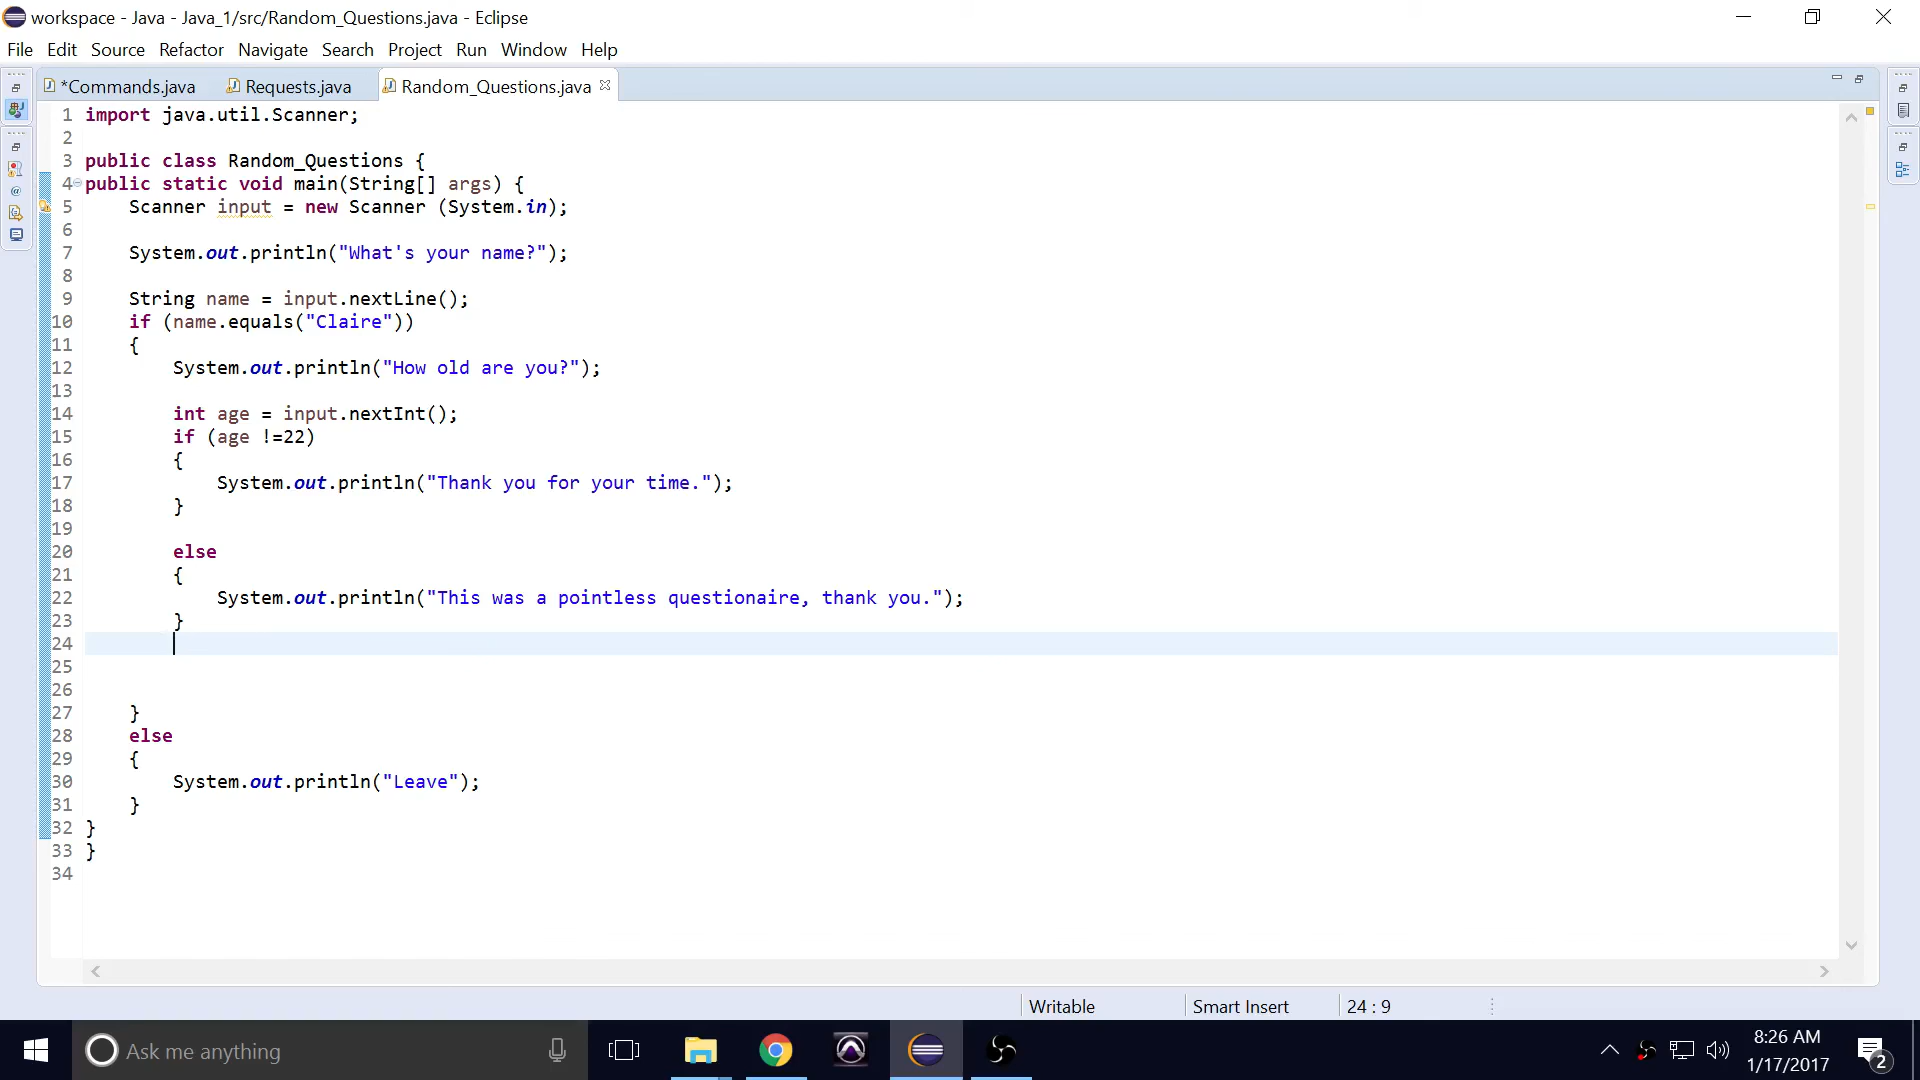 workspace - Java - Java_1/src/Random_Questions.java - Eclipse
File Edit Source Refactor Navigate Search Project Run Window Help
*Commands.java Requests.java Random_Questions.java
1 import java.util.Scanner;
2
3 public class Random_Questions {
4 public static void main(String[] args) {
5 Scanner input = new Scanner (System.in);
6
7 System.out.println("What's your name?");
8
9 String name = input.nextLine();
10 if (name.equals("Claire"))
11 {
12 System.out.println("How old are you?");
13
14 int age = input.nextInt();
15 if (age !=22)
16 {
17 System.out.println("Thank you for your time.");
18 }
19
20 else
21 {
22 System.out.println("This was a pointless questionaire, thank you.");
23 }
24
25
26
27 }
28 else
29 {
30 System.out.println("Leave");
31 }
32 }
33 }
34
Writable Smart Insert 24 : 9
Ask me anything
8:26 AM
1/17/2017
2